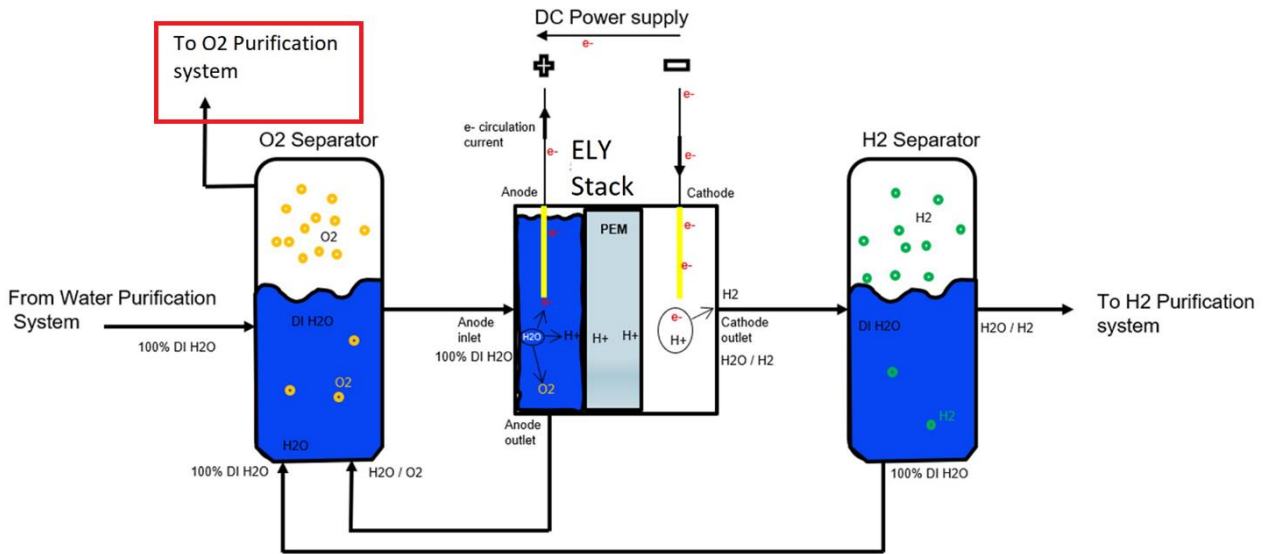 DC Power supply
e-
To O2 Purification
system
e- circulation
current
e-
e-
e-
e-
O2 Separator
ELY
Stack
H2 Separator
Anode
Cathode
O2
PEM
e-
e-
e-
H2
From Water Purification
System
100% DI H2O
DI H2O
O2
H2O
Anode
inlet
100% DI H2O
e-
H2O
H+
O2
H+
H+
e-
H+
H2
Cathode
outlet
H2O / H2
DI H2O
H2
H2O / H2
To H2 Purification
system
Anode
outlet
100% DI H2O
H2O / O2
100% DI H2O